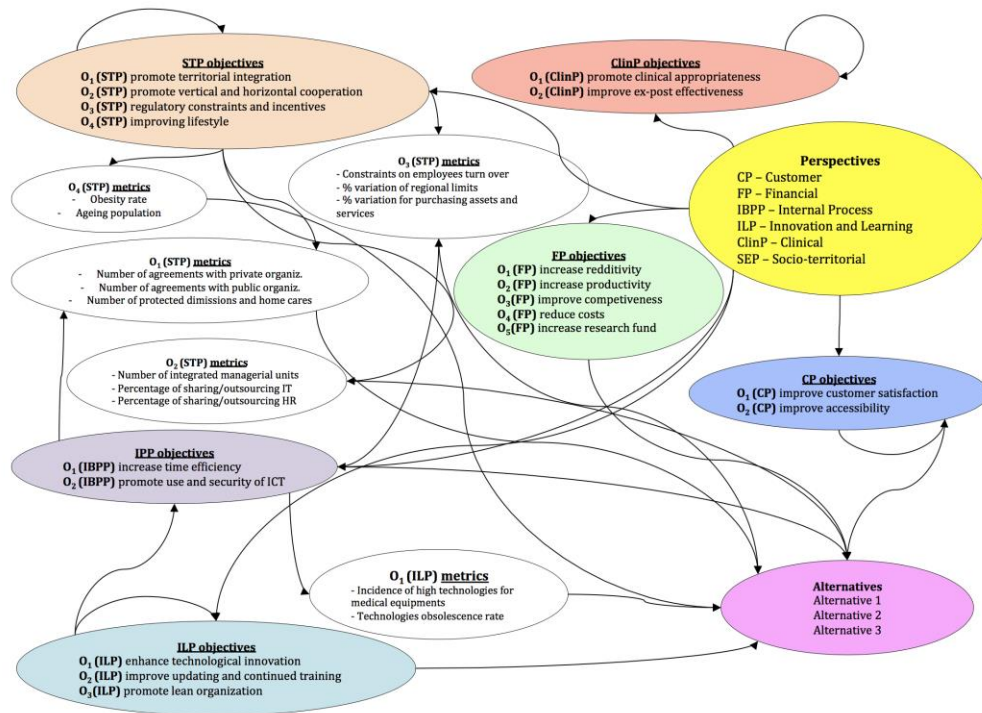 STP objectives
O1 (STP) promote territorial integration
O2 (STP) promote vertical and horizontal cooperation
O3 (STP) regulatory constraints and incentives
O4 (STP) improving lifestyle
ClinP objectives
O1 (ClinP) promote clinical appropriateness
O2 (ClinP) improve ex-post effectiveness
O3 (STP) metrics
- Constraints on employees turn over
- % variation of regional limits
- % variation for purchasing assets and
services
Perspectives
CP – Customer
FP – Financial
IBPP – Internal Process
ILP – Innovation and Learning
ClinP – Clinical
SEP – Socio-territorial
O4 (STP) metrics
- Obesity rate
- Ageing population
O1 (STP) metrics
- Number of agreements with private organiz.
- Number of agreements with public organiz.
- Number of protected dimissions and home cares
FP objectives
O1 (FP) increase redditivity
O2 (FP) increase productivity
O3(FP) improve competiveness
O4 (FP) reduce costs
O5(FP) increase research fund
O2 (STP) metrics
- Number of integrated managerial units
- Percentage of sharing/outsourcing IT
- Percentage of sharing/outsourcing HR
CP objectives
O1 (CP) improve customer satisfaction
O2 (CP) improve accessibility
IPP objectives
O1 (IBPP) increase time efficiency
O2 (IBPP) promote use and security of ICT
O1 (ILP) metrics
- Incidence of high technologies for
medical equipments
- Technologies obsolescence rate
Alternatives
Alternative 1
Alternative 2
Alternative 3
ILP objectives
O1 (ILP) enhance technological innovation
O2 (ILP) improve updating and continued training
O3(ILP) promote lean organization